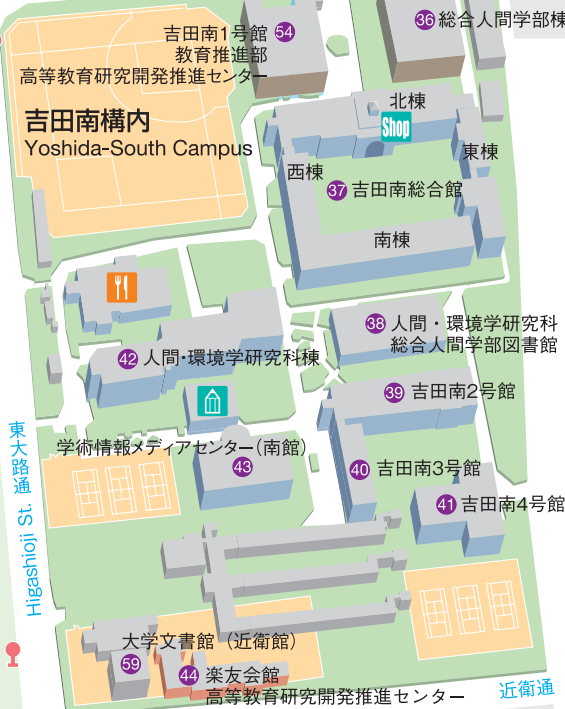 吉田南1号館
教育推進部
高等教育研究開発推進センター
54
36 総合人間学部棟
吉田南構内
Yoshida-South Campus
北棟
Shop
東棟
西棟
37 吉田南総合館
南棟
38 人間・環境学研究科
総合人間学部図書館
42 人間・環境学研究科棟
39 吉田南2号館
学術情報メディアセンター(南館)
43
40 吉田南3号館
41 吉田南4号館
東大路通
Higashioji St.
大学文書館(近衛館)
59
44 楽友会館
高等教育研究開発推進センター
近衛通